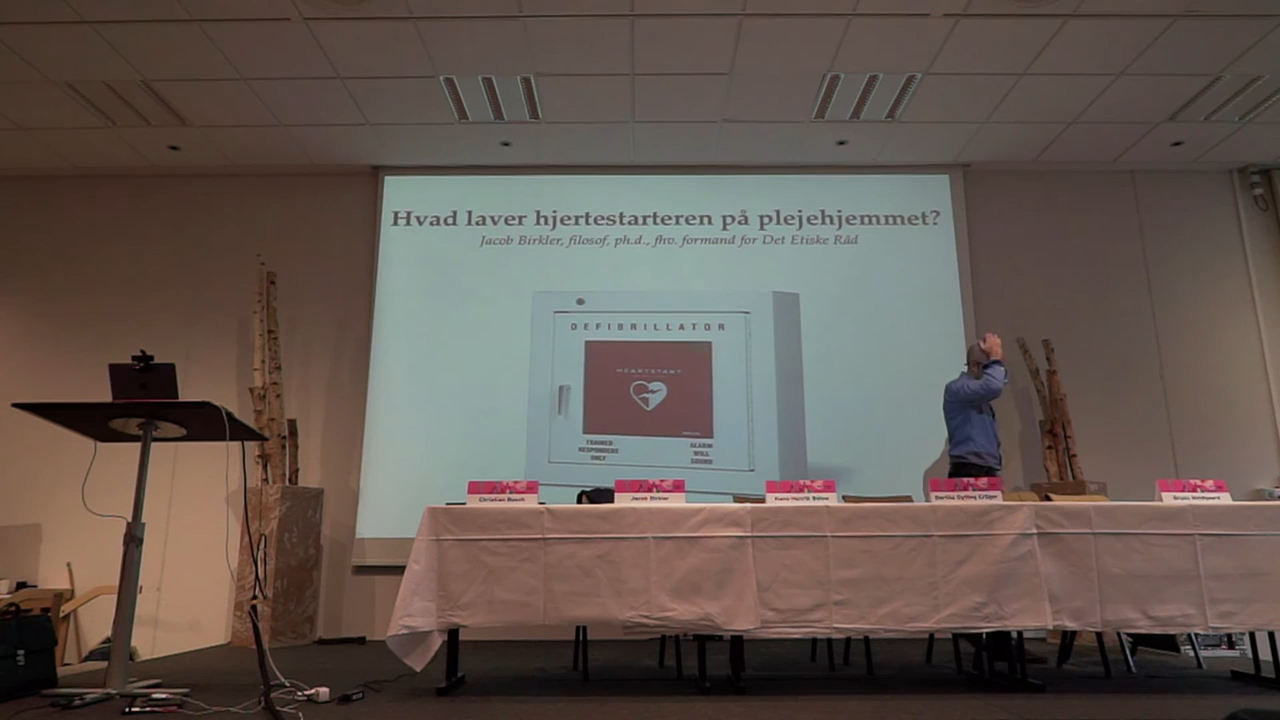 Hvad laver hjertestarteren på plejehjemmet?
Jacob Birkler, filosof, ph.d., fhv. formand for Det Etiske Råd
DEFIBRILLATOR
HEARTSTART
TRAINED
RESPONDERS
ONLY
ALARM
WILL
SOUND
Jacob Birkler